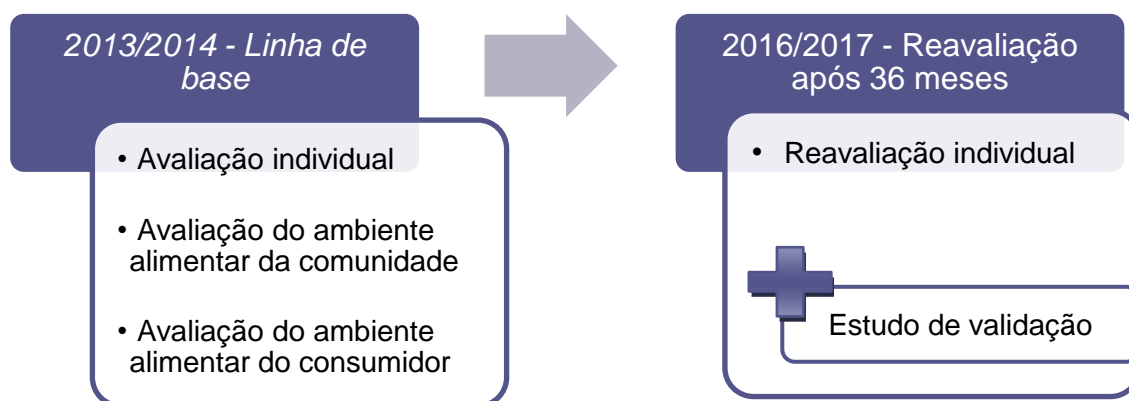 2013/2014 - Linha de
base
• Avaliação individual
• Avaliação do ambiente
alimentar da comunidade
• Avaliação do ambiente
alimentar do consumidor
2016/2017 - Reavaliação
após 36 meses
• Reavaliação individual
Estudo de validação